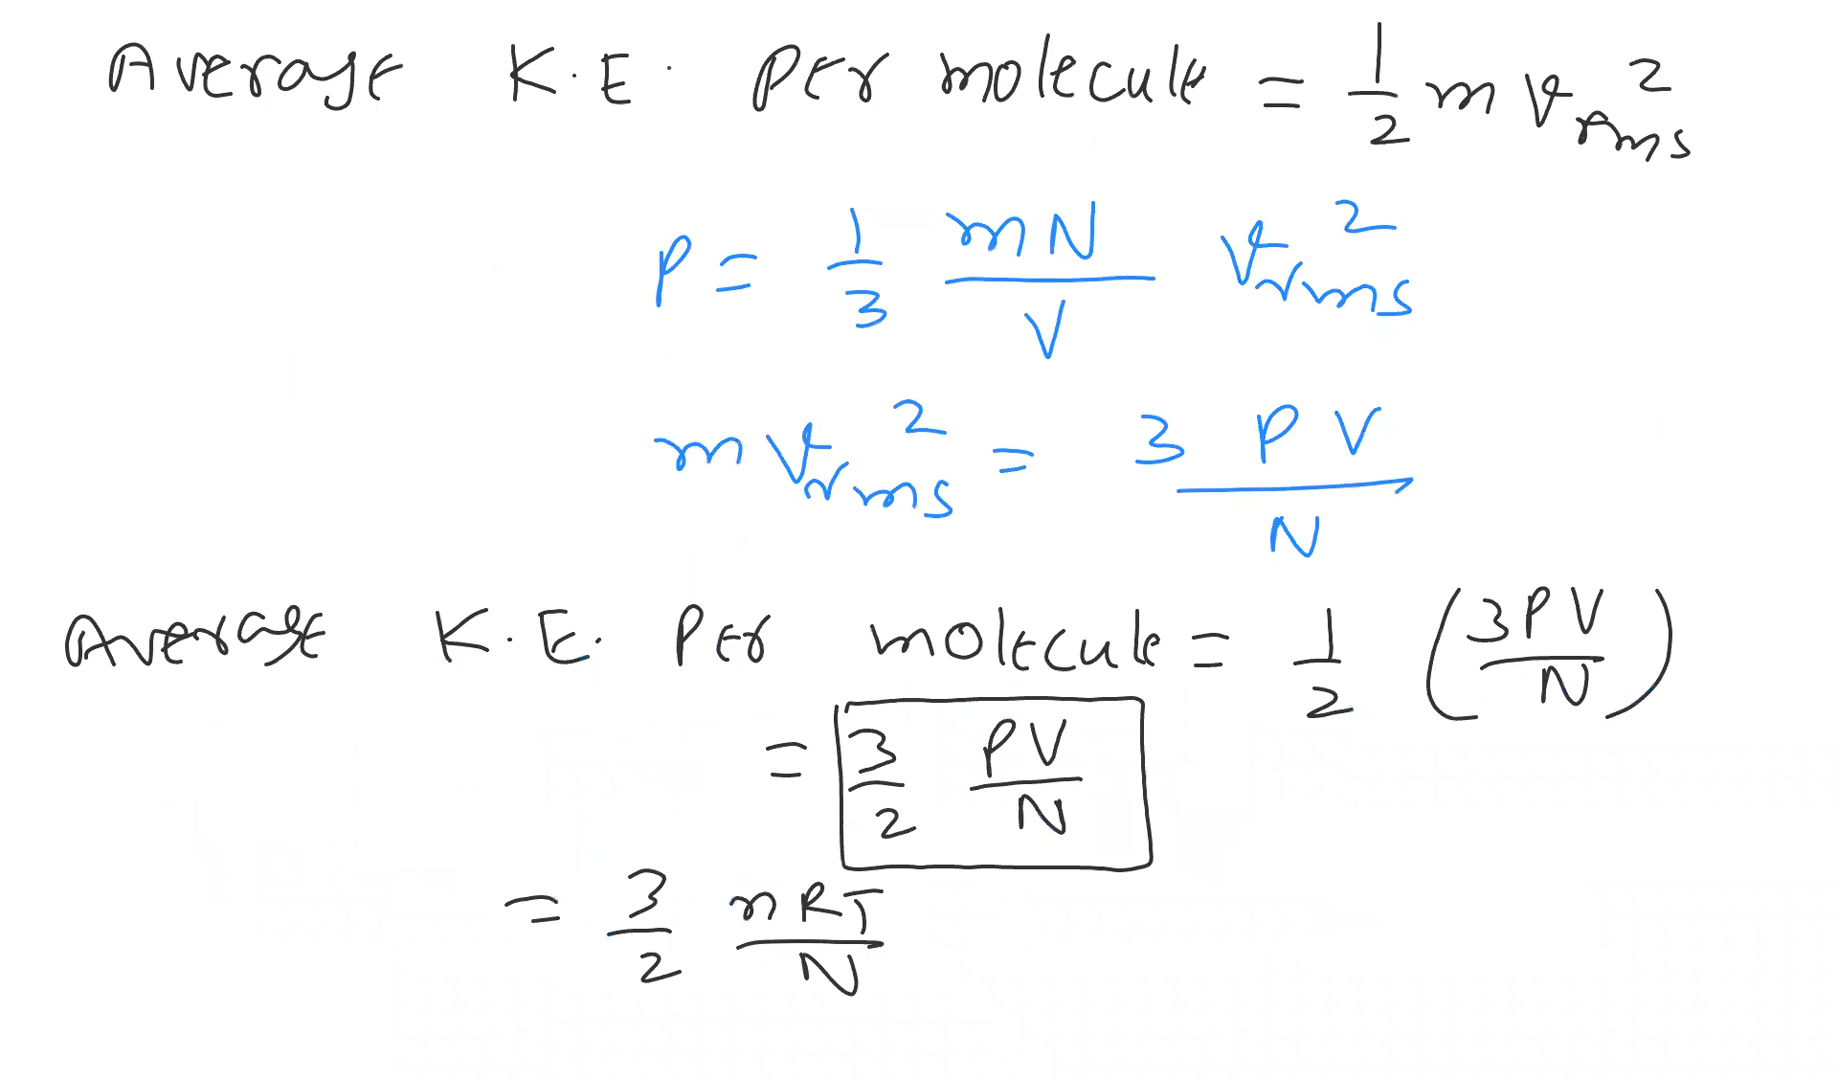 Average K.E. Per molecule = 1/2 m v_rms^2
P = 1/3 mN/V v_rms^2
m v_rms^2 = 3 PV/N
Average K.E. Per molecule = 1/2 (3PV/N)
= 3/2 PV/N
= 3/2 nRT/N